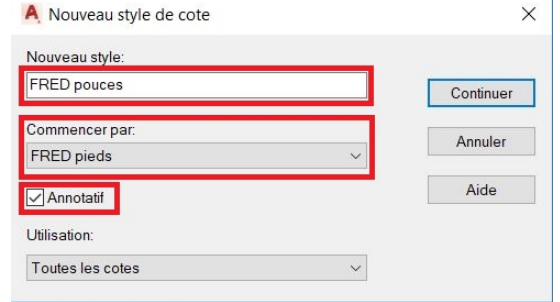 Nouveau style de cote
Nouveau style:
FRED pouces
Continuer
Commencer par:
FRED pieds
Annuler
Annotatif
Aide
Utilisation:
Toutes les cotes